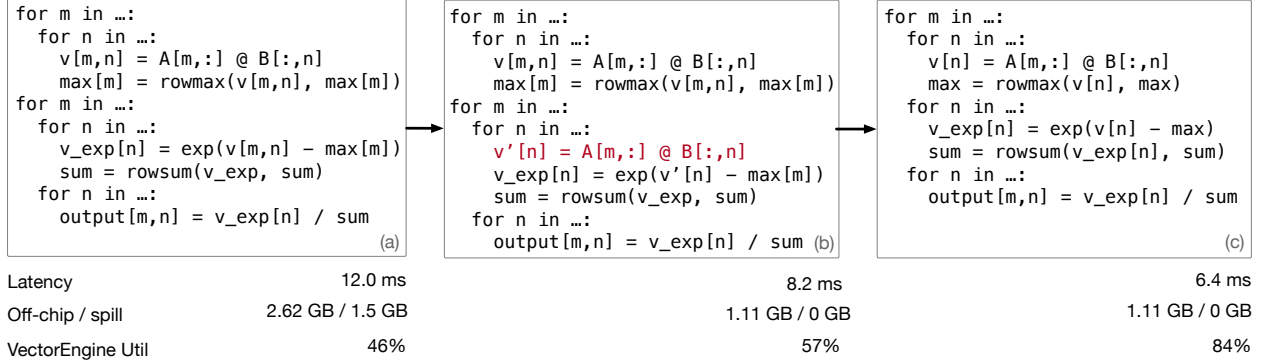 for m in …:
  for n in …:
    v[m,n] = A[m,:] @ B[:,n]
    max[m] = rowmax(v[m,n], max[m])
for m in …:
  for n in …:
    v_exp[n] = exp(v[m,n] – max[m])
    sum = rowsum(v_exp, sum)
  for n in …:
    output[m,n] = v_exp[n] / sum
(a)
for m in …:
  for n in …:
    v[m,n] = A[m,:] @ B[:,n]
    max[m] = rowmax(v[m,n], max[m])
for m in …:
  for n in …:
    v’[n] = A[m,:] @ B[:,n]
    v_exp[n] = exp(v’[n] – max[m])
    sum = rowsum(v_exp, sum)
  for n in …:
    output[m,n] = v_exp[n] / sum (b)
for m in …:
  for n in …:
    v[n] = A[m,:] @ B[:,n]
    max = rowmax(v[n], max)
  for n in …:
    v_exp[n] = exp(v[n] – max)
    sum = rowsum(v_exp[n], sum)
  for n in …:
    output[m,n] = v_exp[n] / sum
(c)
Latency 12.0 ms 8.2 ms 6.4 ms
Off-chip / spill 2.62 GB / 1.5 GB 1.11 GB / 0 GB 1.11 GB / 0 GB
VectorEngine Util 46% 57% 84%